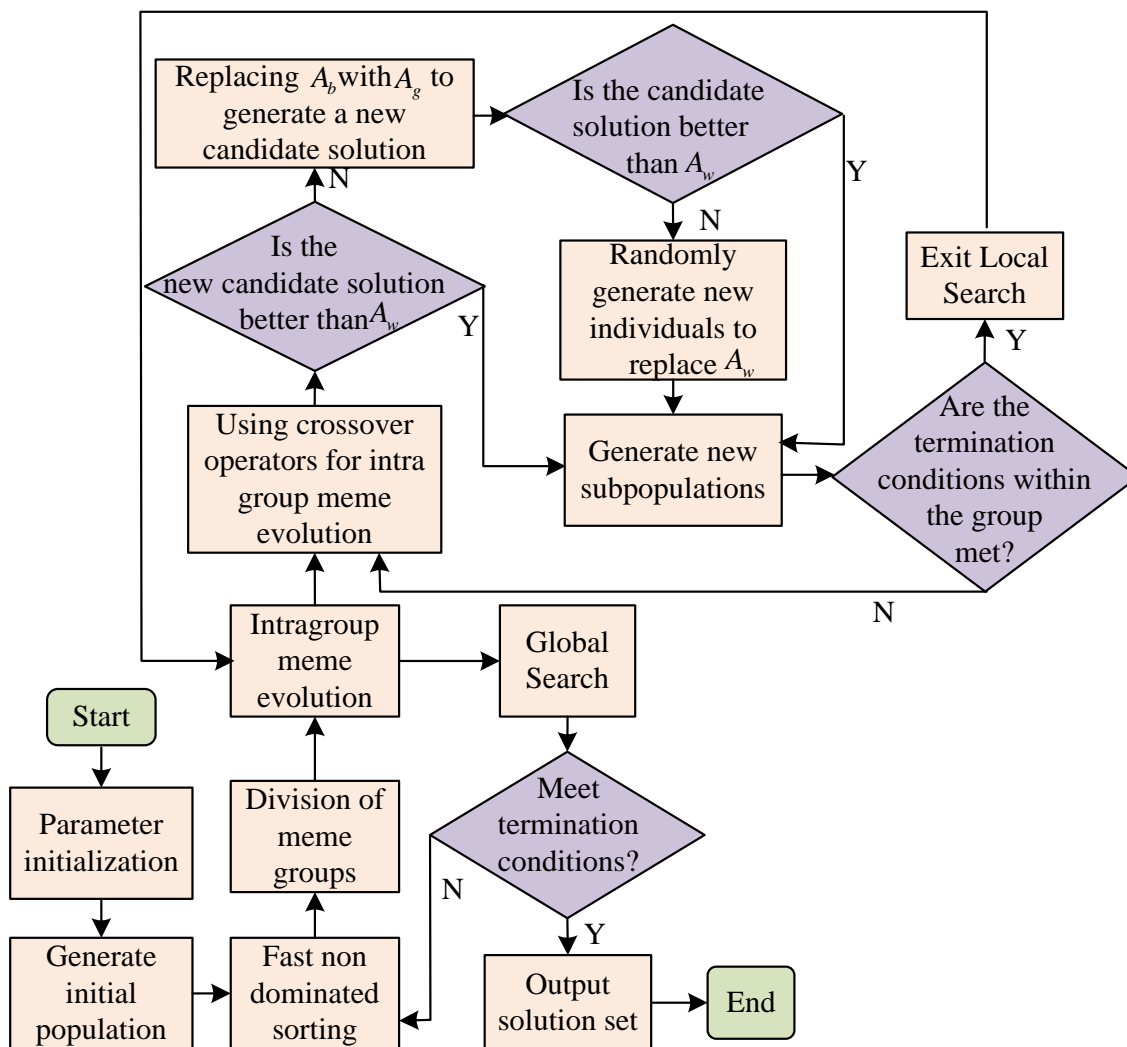 Replacing A_b with A_g to
generate a new
candidate solution
Is the candidate
solution better
than A_w
Y
N
N
Is the
new candidate solution
better than A_w
Y
Randomly
generate new
individuals to
replace A_w
Exit Local
Search
Y
Using crossover
operators for intra
group meme
evolution
Generate new
subpopulations
Are the
termination
conditions within
the group
met?
N
Intragroup
meme
evolution
Global
Search
Start
Parameter
initialization
Division of
meme
groups
Meet
termination
conditions?
N
Y
Generate
initial
population
Fast non
dominated
sorting
Output
solution set
End